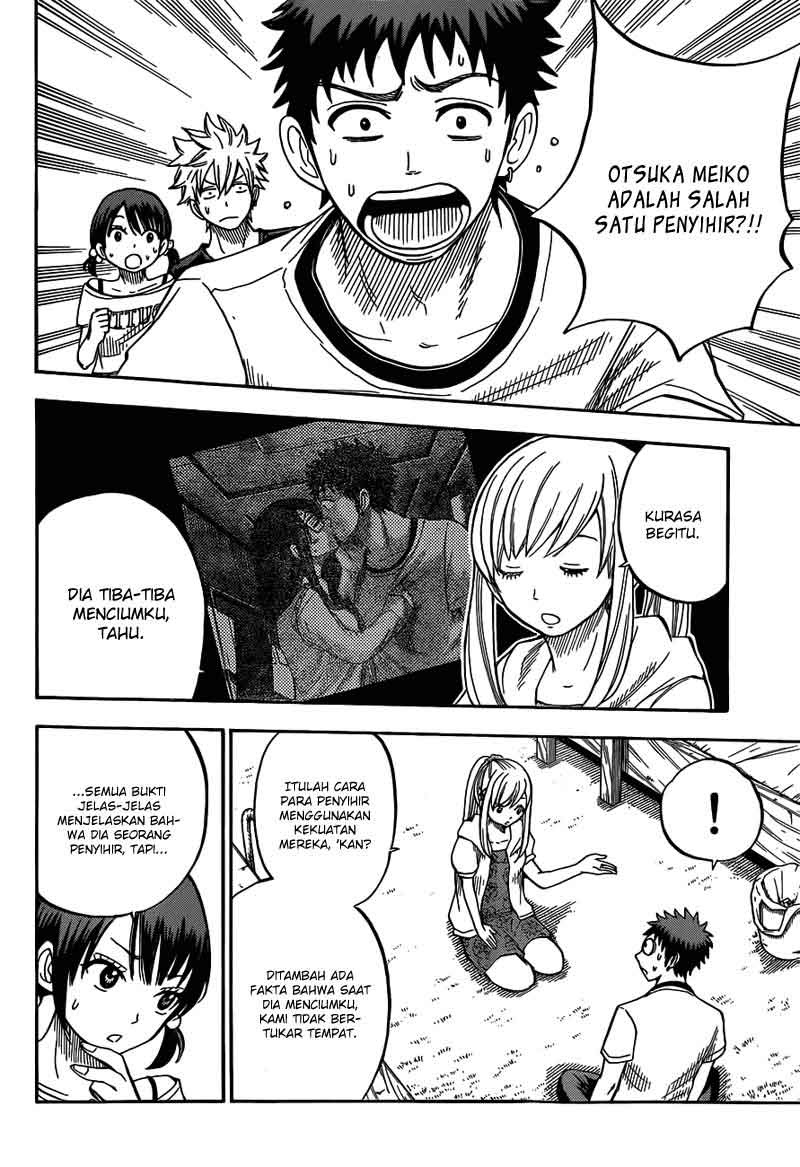 OTSUKA MEIKO
ADALAH SALAH
SATU PENYIHIR?!!
KURASA
BEGITU.
DIA TIBA-TIBA
MENCIUMKU,
TAHU.
!
ITULAH CARA
PARA PENYIHIR
MENGGUNAKAN
KEKUATAN
MEREKA, 'KAN?
DITAMBAH ADA
FAKTA BAHWA SAAT
DIA MENCIUMKU,
KAMI TIDAK BER-
TUKAR TEMPAT.
...SEMUA BUKTI
JELAS-JELAS
MENJELASKAN BAH-
WA DIA SEORANG
PENYIHIR, TAPI...